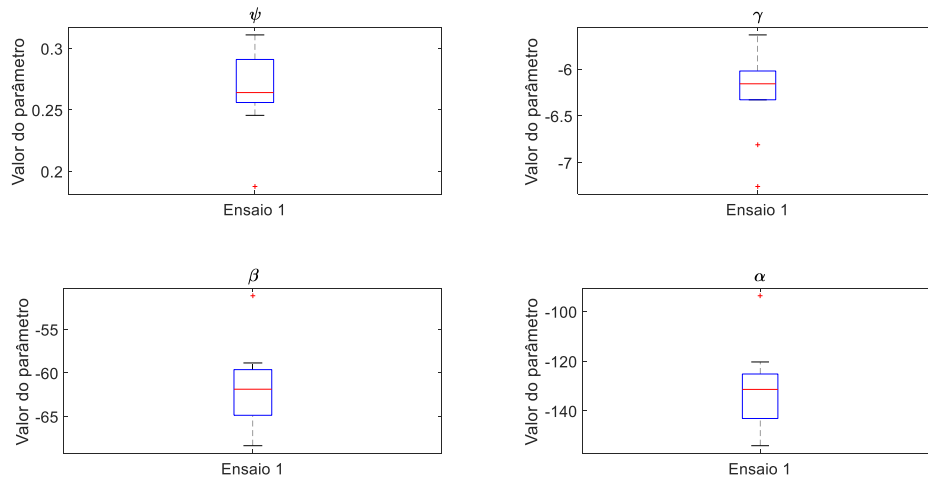 ψ
Valor do parâmetro
0.3
0.25
0.2
Ensaio 1
γ
Valor do parâmetro
-6
-6.5
-7
Ensaio 1
β
Valor do parâmetro
-55
-60
-65
Ensaio 1
α
Valor do parâmetro
-100
-120
-140
Ensaio 1